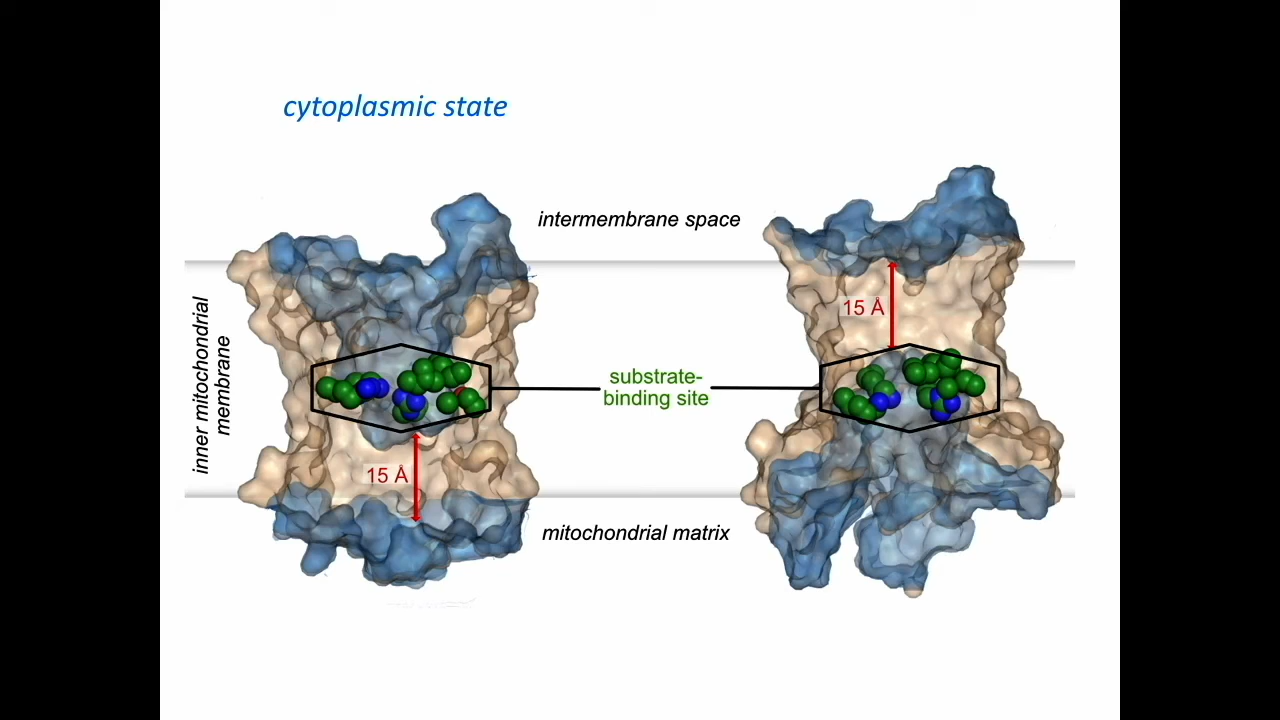 cytoplasmic state
intermembrane space
15 Å
inner mitochondrial
membrane
substrate-
binding site
15 Å
mitochondrial matrix